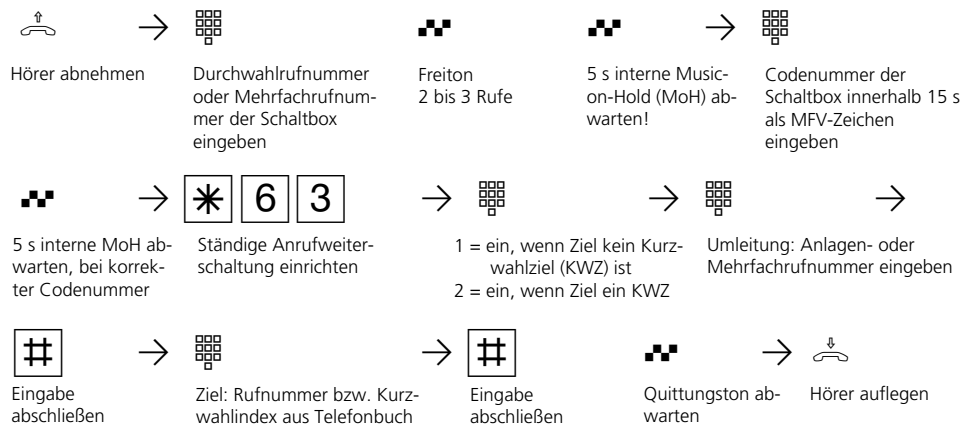 Hörer abnehmen
Durchwahlrufnummer
oder Mehrfachrufnum-
mer der Schaltbox
eingeben
Freiton
2 bis 3 Rufe
5 s interne Music-
on-Hold (MoH) ab-
warten!
Codenummer der
Schaltbox innerhalb 15 s
als MFV-Zeichen
eingeben
* 6 3
5 s interne MoH ab-
warten, bei korrek-
ter Codenummer
Ständige Anrufweiter-
schaltung einrichten
1 = ein, wenn Ziel kein Kurz-
wahlziel (KWZ) ist
2 = ein, wenn Ziel ein KWZ
Umleitung: Anlagen- oder
Mehrfachrufnummer eingeben
#
Eingabe
abschließen
Ziel: Rufnummer bzw. Kurz-
wahlindex aus Telefonbuch
#
Eingabe
abschließen
Quittungston ab-
warten
Hörer auflegen